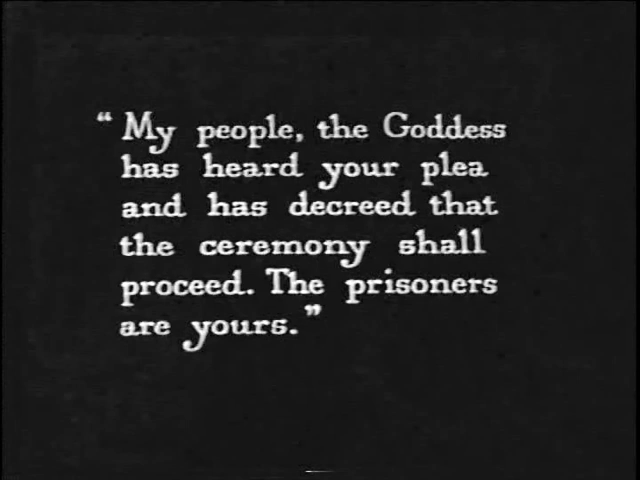 “My people, the Goddess
has heard your plea
and has decreed that
the ceremony shall
proceed. The prisoners
are yours.”